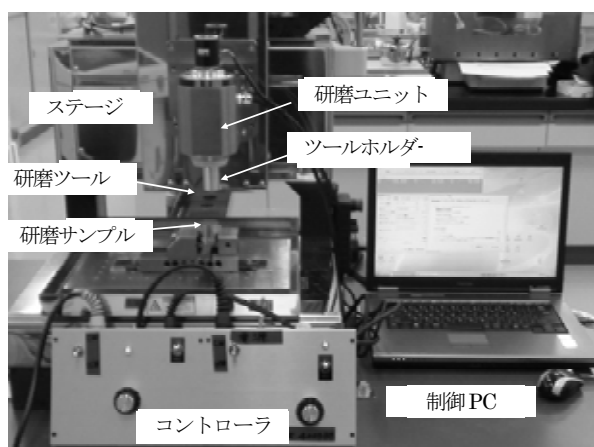 ステージ
研磨ユニット
ツールホルダー
研磨ツール
研磨サンプル
コントローラ
制御PC